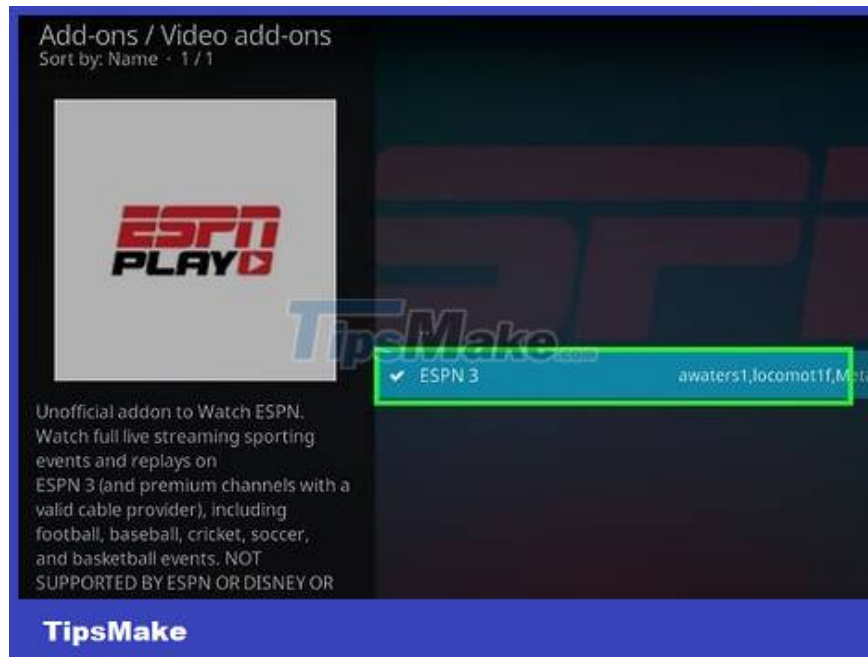 Add-ons / Video add-ons
Sort by: Name · 1 / 1
ESPN
PLAY
TipsMake.com
..
ESPN 3 awaters1,locomot1f,Meta
Unofficial addon to Watch ESPN.
Watch full live streaming sporting
events and replays on
ESPN 3 (and premium channels with a
valid cable provider), including
football, baseball, cricket, soccer,
and basketball events. NOT
SUPPORTED BY ESPN OR DISNEY OR
TipsMake